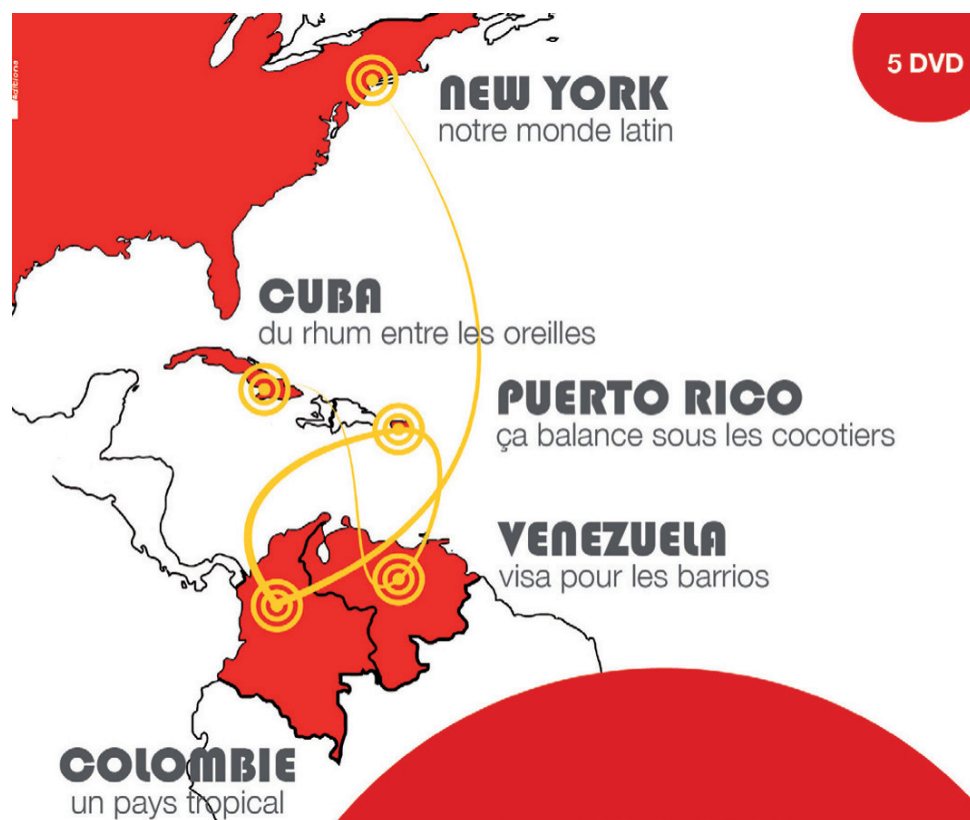 5 DVD
NEW YORK
notre monde latin
CUBA
du rhum entre les oreilles
PUERTO RICO
ça balance sous les cocotiers
VENEZUELA
visa pour les barrios
COLOMBIE
un pays tropical